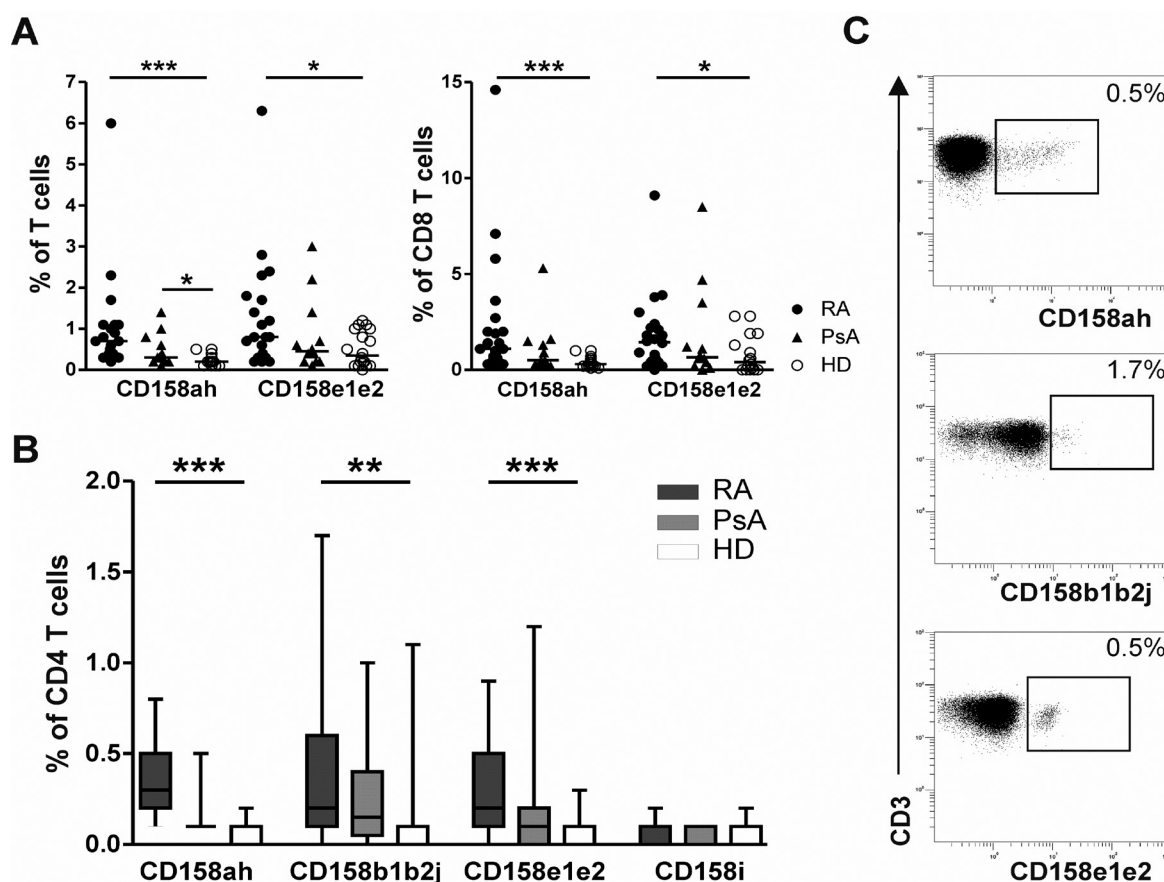 A
*** *
% of T cells
7
6
5
4
3
2
1
0
*
CD158ah CD158e1e2
*** *
% of CD8 T cells
15
10
5
0
CD158ah CD158e1e2
RA
PsA
HD
B
*** ** ***
% of CD4 T cells
2.0
1.5
1.0
0.5
0.0
RA
PsA
HD
CD158ah CD158b1b2j CD158e1e2 CD158i
C
0.5%
CD158ah
1.7%
CD158b1b2j
0.5%
CD158e1e2
CD3